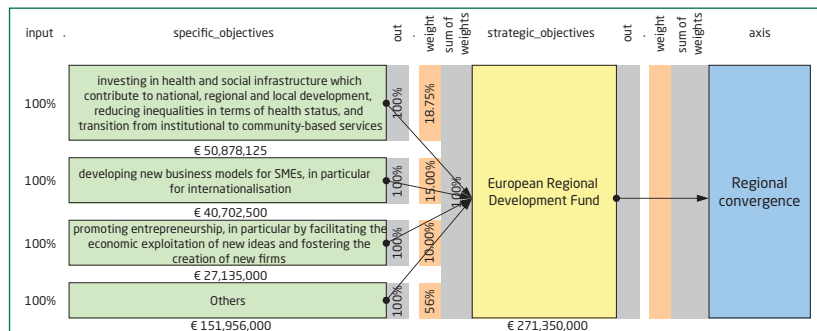 input . specific_objectives out . weight sum of weights strategic_objectives out . weight sum of weights axis
100%
investing in health and social infrastructure which
contribute to national, regional and local development,
reducing inequalities in terms of health status, and
transition from institutional to community-based services
100%
18.75%
€ 50,878,125
100%
developing new business models for SMEs, in particular
for internationalisation
100%
15.00%
100%
€ 40,702,500
100%
promoting entrepreneurship, in particular by facilitating the
economic exploitation of new ideas and fostering the
creation of new firms
100%
10.00%
€ 27,135,000
100%
Others
100%
56%
€ 151,956,000
European Regional
Development Fund
€ 271,350,000
Regional
convergence